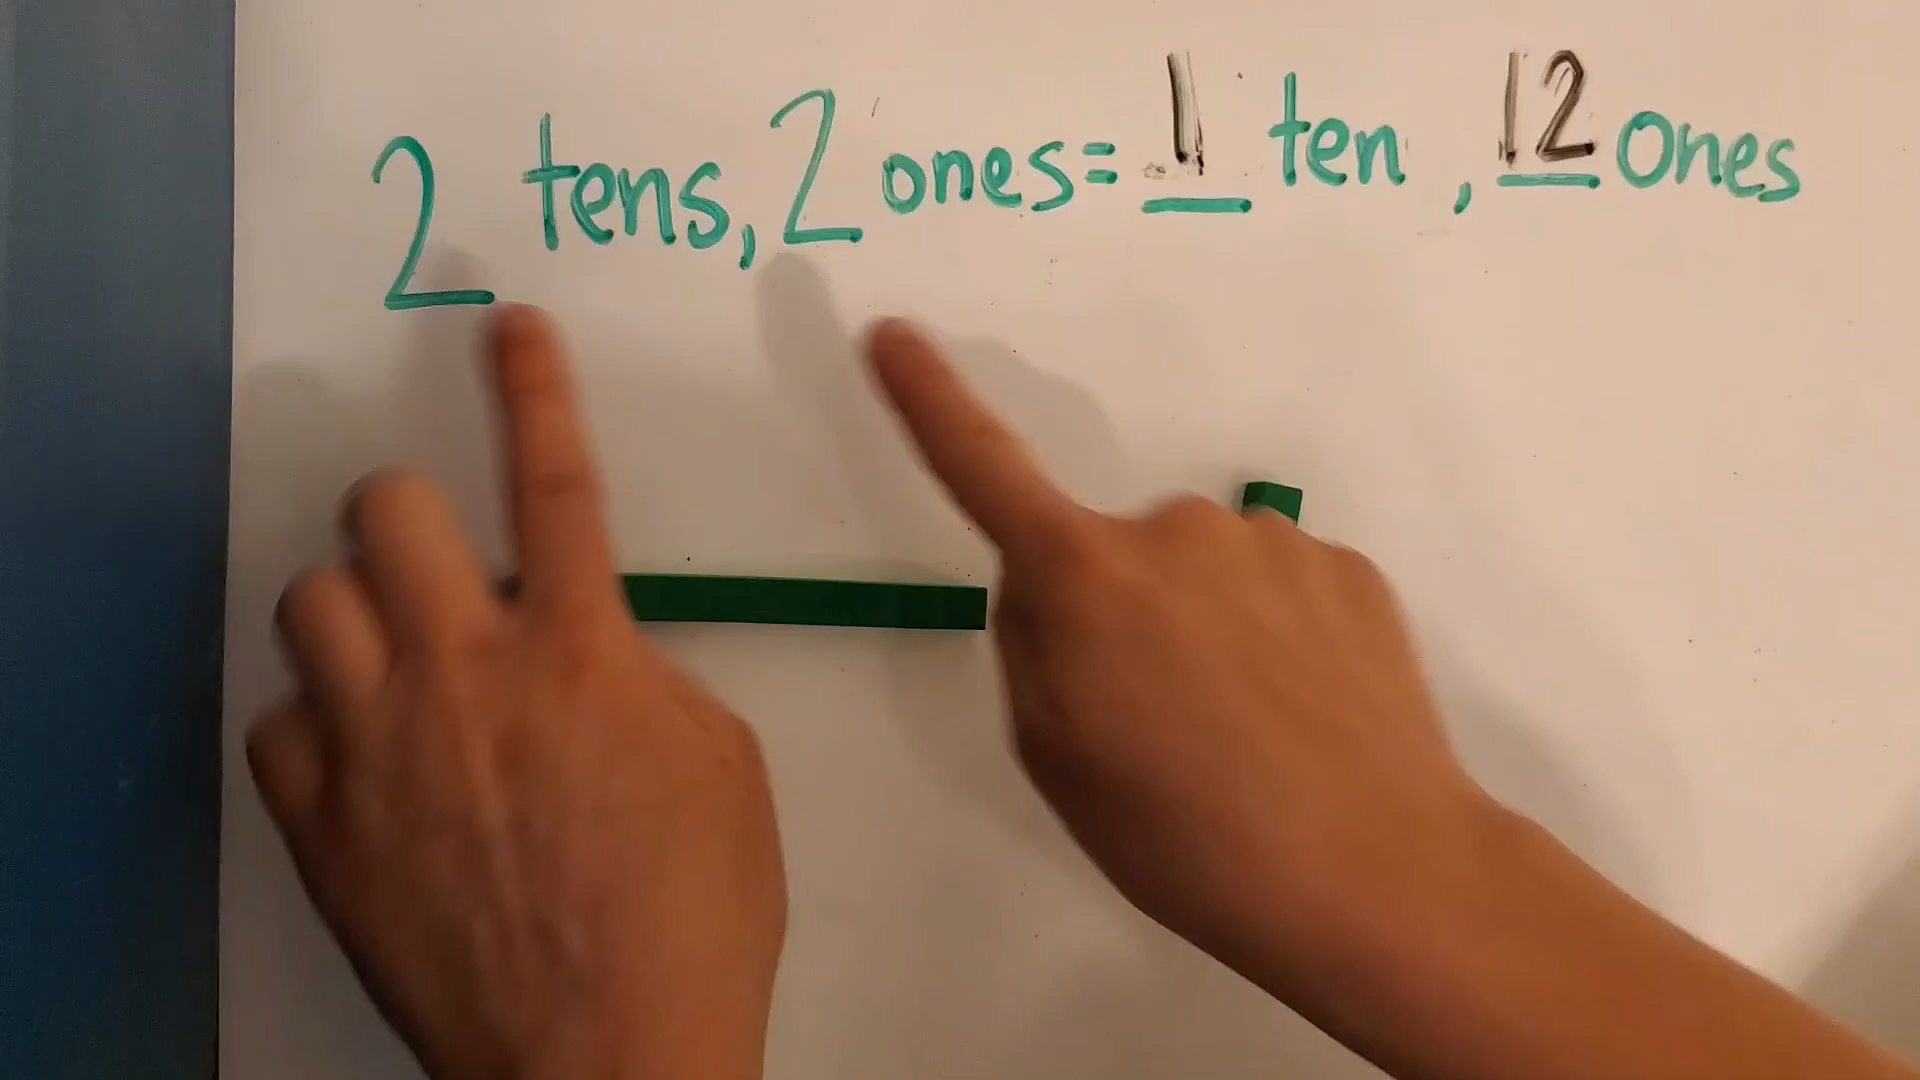 2 tens, 2 ones = 1 ten, 12 ones